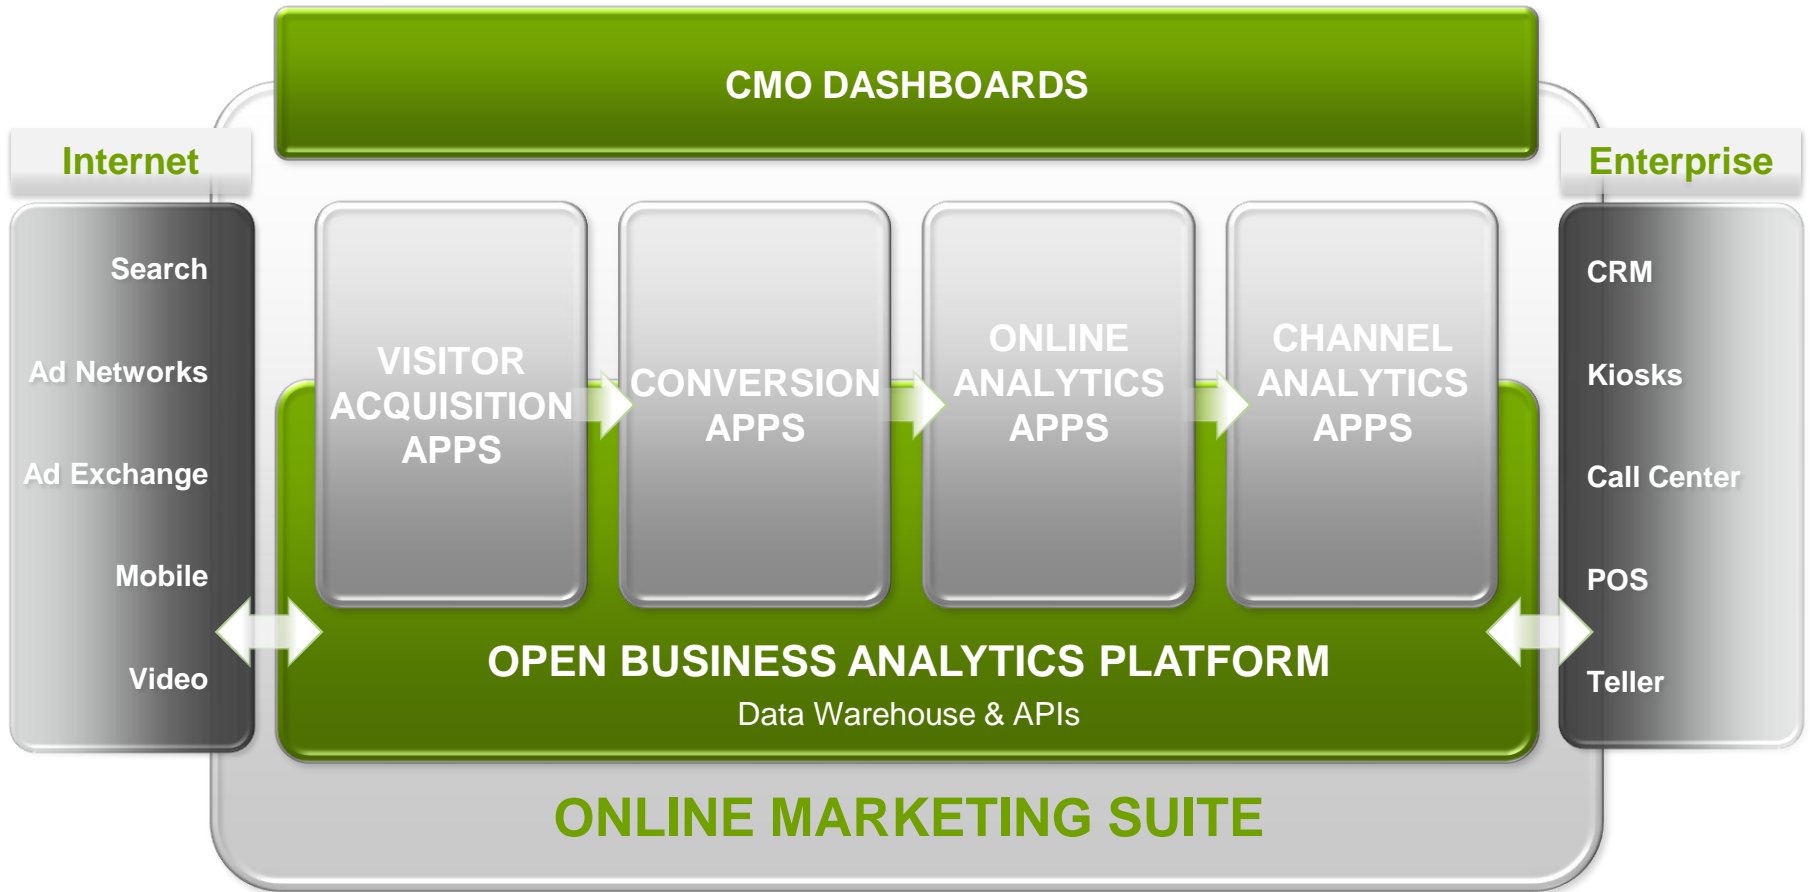 CMO DASHBOARDS
Internet
Search
Ad Networks
Ad Exchange
Mobile
Video
VISITOR
ACQUISITION
APPS
CONVERSION
APPS
ONLINE
ANALYTICS
APPS
CHANNEL
ANALYTICS
APPS
OPEN BUSINESS ANALYTICS PLATFORM
Data Warehouse & APIs
Enterprise
CRM
Kiosks
Call Center
POS
Teller
ONLINE MARKETING SUITE